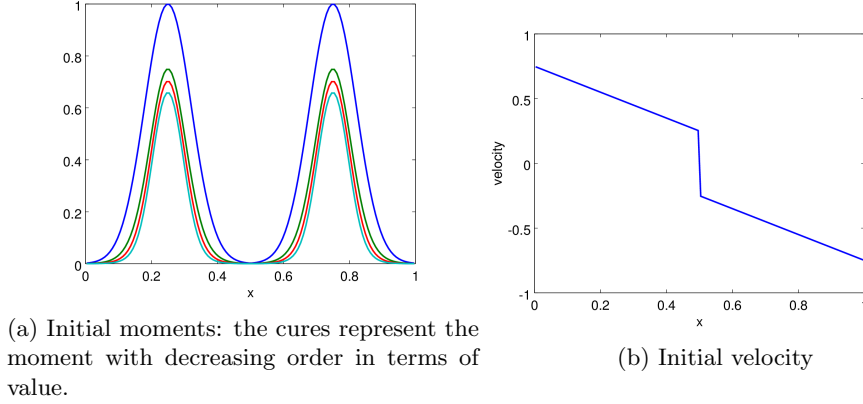 1
0.8
0.6
0.4
0.2
0
0 0.2 0.4 0.6 0.8 1
x
(a) Initial moments: the cures represent the
moment with decreasing order in terms of
value.
1
0.5
0
-0.5
-1
velocity
0 0.2 0.4 0.6 0.8 1
x
(b) Initial velocity